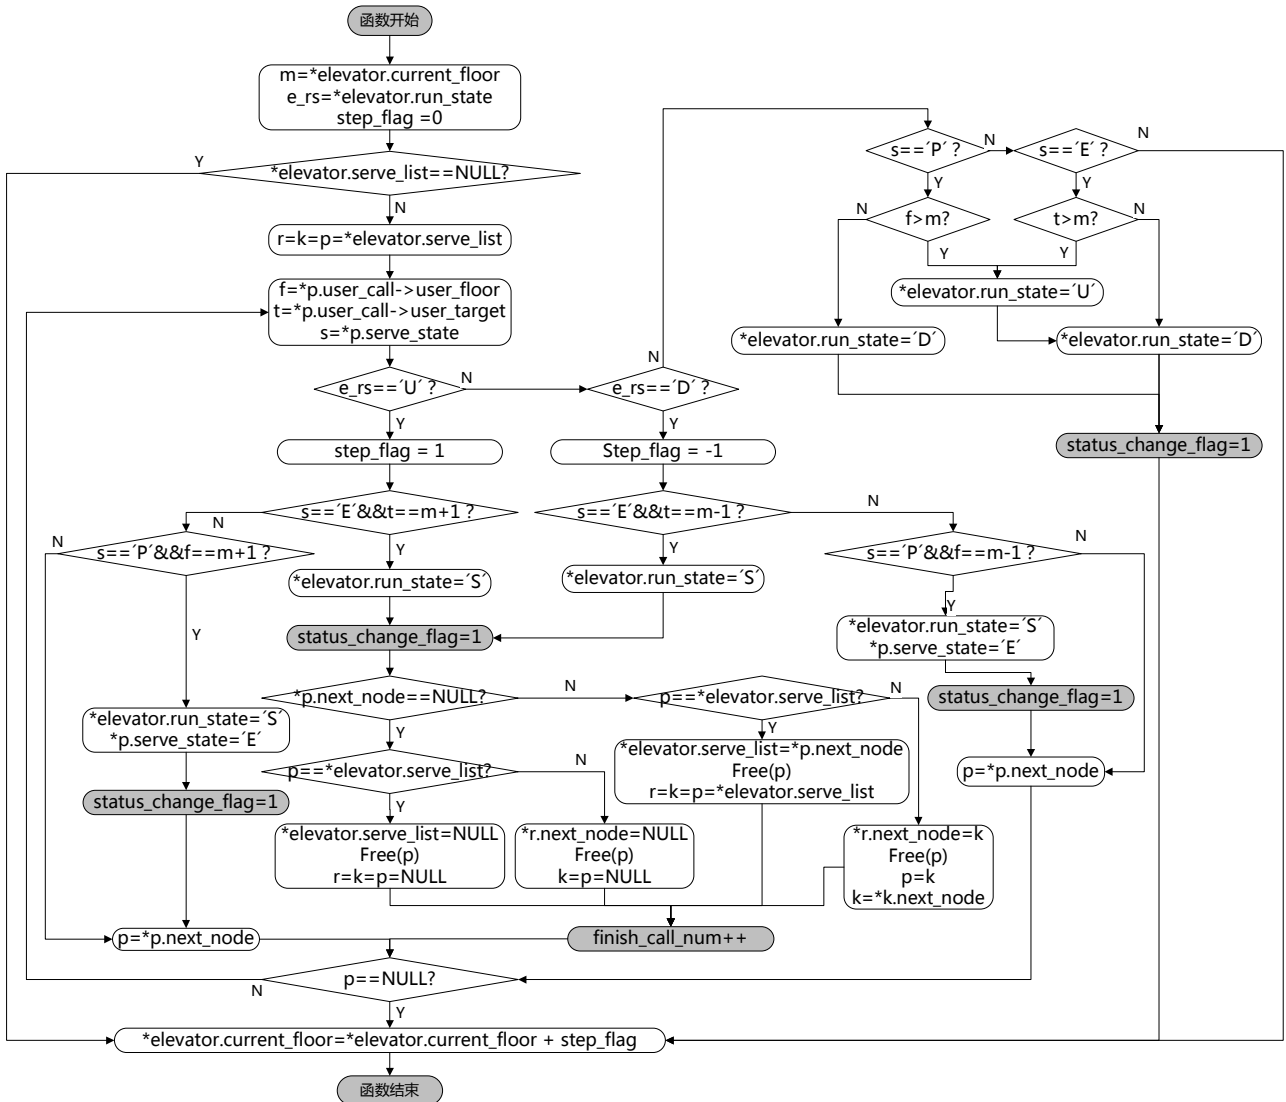 函数开始
m=*elevator.current_floor
e_rs=*elevator.run_state
step_flag =0
Y
*elevator.serve_list==NULL?
N
r=k=p=*elevator.serve_list
f=*p.user_call->user_floor
t=*p.user_call->user_target
s=*p.serve_state
e_rs==´U´ ?
N
Y
e_rs==´D´ ?
N
Y
s==´P´ ?
N
Y
s==´E´ ?
N
Y
f>m?
N
Y
t>m?
N
Y
*elevator.run_state=´U´
*elevator.run_state=´D´
*elevator.run_state=´D´
status_change_flag=1
step_flag = 1
Step_flag = -1
s==´E´&&t==m+1 ?
N
Y
s==´E´&&t==m-1 ?
N
Y
s==´P´&&f==m+1 ?
N
Y
s==´P´&&f==m-1 ?
N
Y
*elevator.run_state=´S´
*elevator.run_state=´S´
*elevator.run_state=´S´
*p.serve_state=´E´
status_change_flag=1
status_change_flag=1
*p.next_node==NULL?
N
Y
p==*elevator.serve_list?
N
Y
*elevator.run_state=´S´
*p.serve_state=´E´
status_change_flag=1
p==*elevator.serve_list?
N
Y
*elevator.serve_list=*p.next_node
Free(p)
r=k=p=*elevator.serve_list
p=*p.next_node
*elevator.serve_list=NULL
Free(p)
r=k=p=NULL
*r.next_node=NULL
Free(p)
k=p=NULL
*r.next_node=k
Free(p)
p=k
k=*k.next_node
p=*p.next_node
finish_call_num++
p==NULL?
N
Y
*elevator.current_floor=*elevator.current_floor + step_flag
函数结束